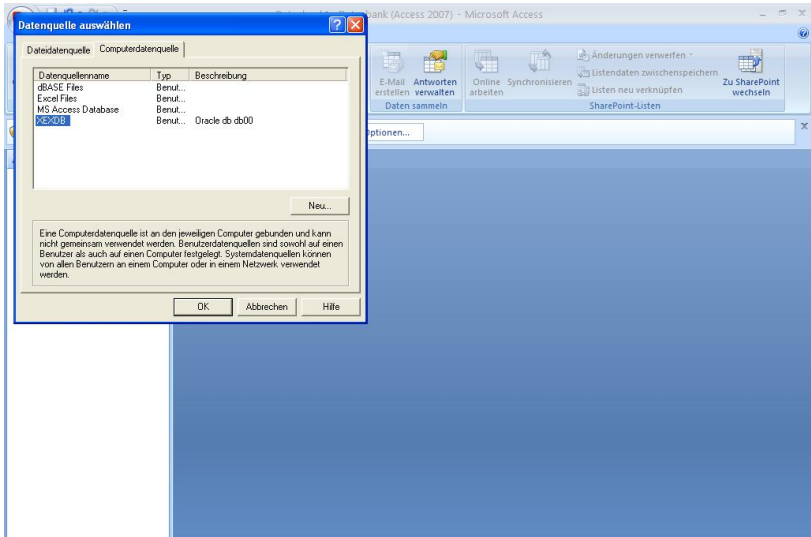 Datenquelle auswählen
bank (Access 2007) - Microsoft Access
Dateidatenquelle Computerdatenquelle
Datenquellenname Typ Beschreibung
dBASE Files Benut...
Excel Files Benut...
MS Access Database Benut...
XEXDB Benut... Oracle db db00
Neu...
Eine Computerdatenquelle ist an den jeweiligen Computer gebunden und kann
nicht gemeinsam verwendet werden. Benutzerdatenquellen sind sowohl auf einen
Benutzer als auch auf einen Computer festgelegt. Systemdatenquellen können
von allen Benutzern an einem Computer oder in einem Netzwerk verwendet
werden.
OK Abbrechen Hilfe
E-Mail erstellen
Antworten verwalten
Daten sammeln
Online arbeiten
Synchronisieren
Änderungen verwerfen
Listendaten zwischenspeichern
Listen neu verknüpfen
Zu SharePoint wechseln
SharePoint-Listen
Optionen...